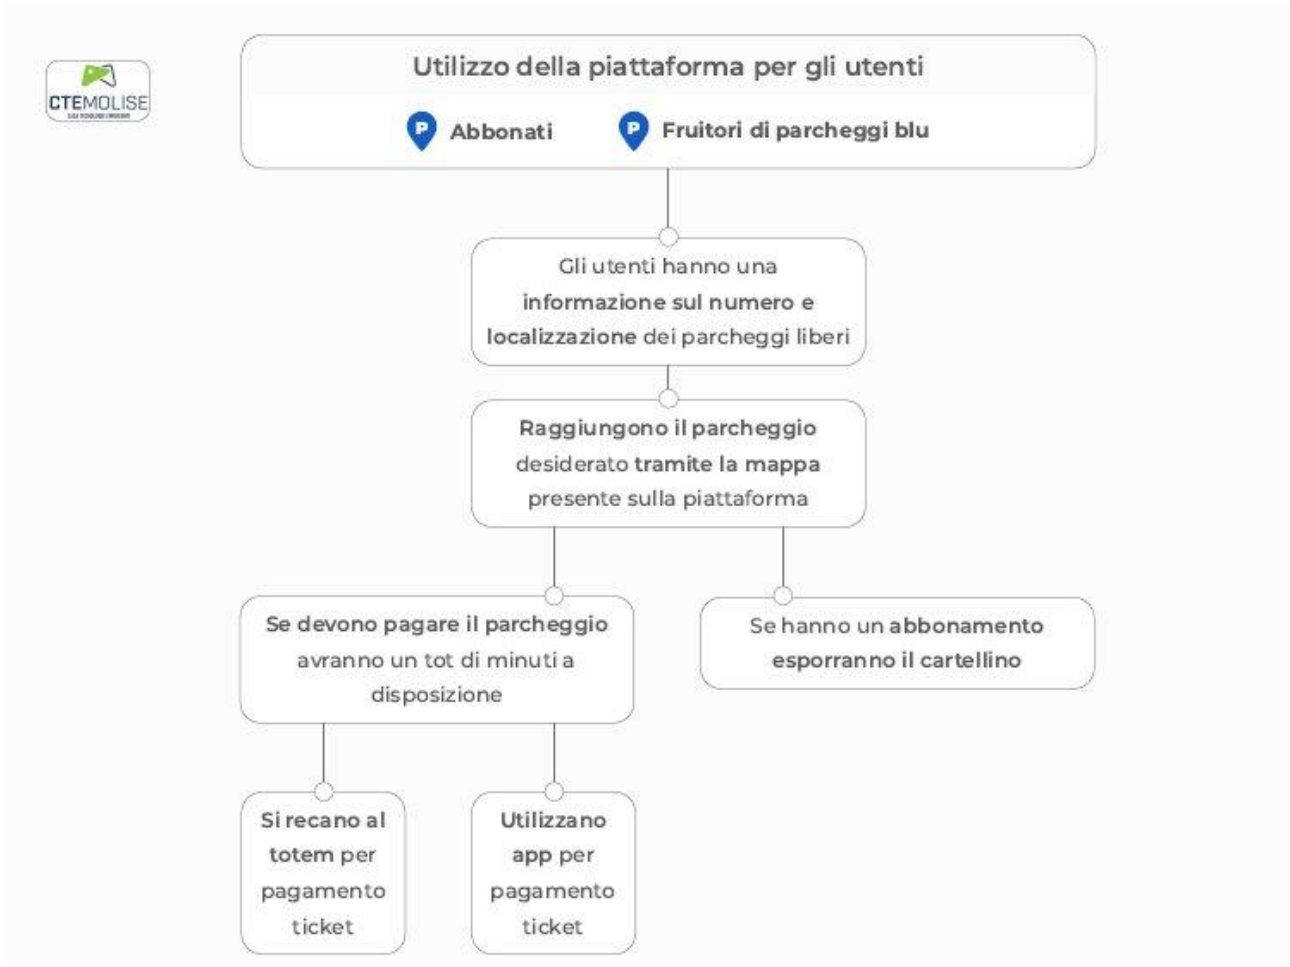 CTEMOLISE
Utilizzo della piattaforma per gli utenti
P Abbonati P Fruitori di parcheggi blu
Gli utenti hanno una
informazione sul numero e
localizzazione dei parcheggi liberi
Raggiungono il parcheggio
desiderato tramite la mappa
presente sulla piattaforma
Se devono pagare il parcheggio
avranno un tot di minuti a
disposizione
Se hanno un abbonamento
esporranno il cartellino
Si recano al
totem per
pagamento
ticket
Utilizzano
app per
pagamento
ticket